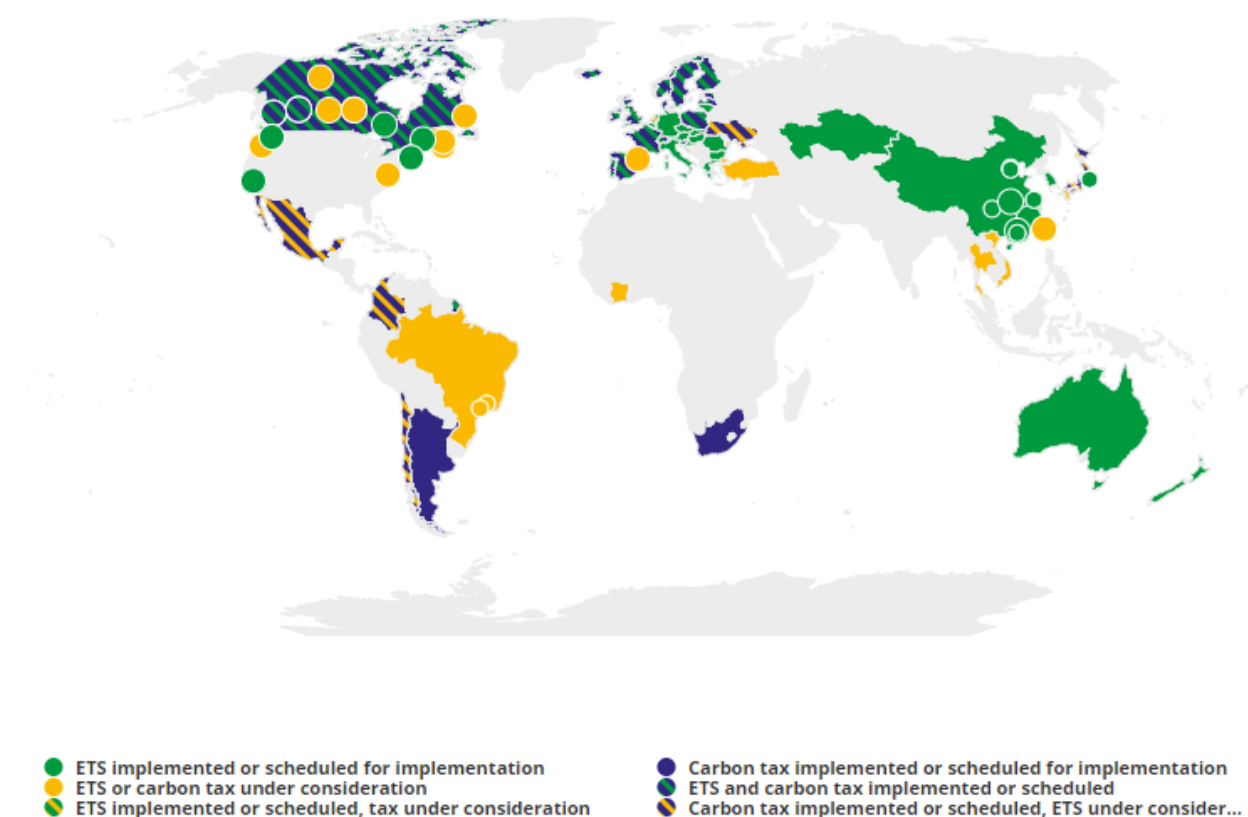 ETS implemented or scheduled for implementation
ETS or carbon tax under consideration
ETS implemented or scheduled, tax under consideration
Carbon tax implemented or scheduled for implementation
ETS and carbon tax implemented or scheduled
Carbon tax implemented or scheduled, ETS under consider...